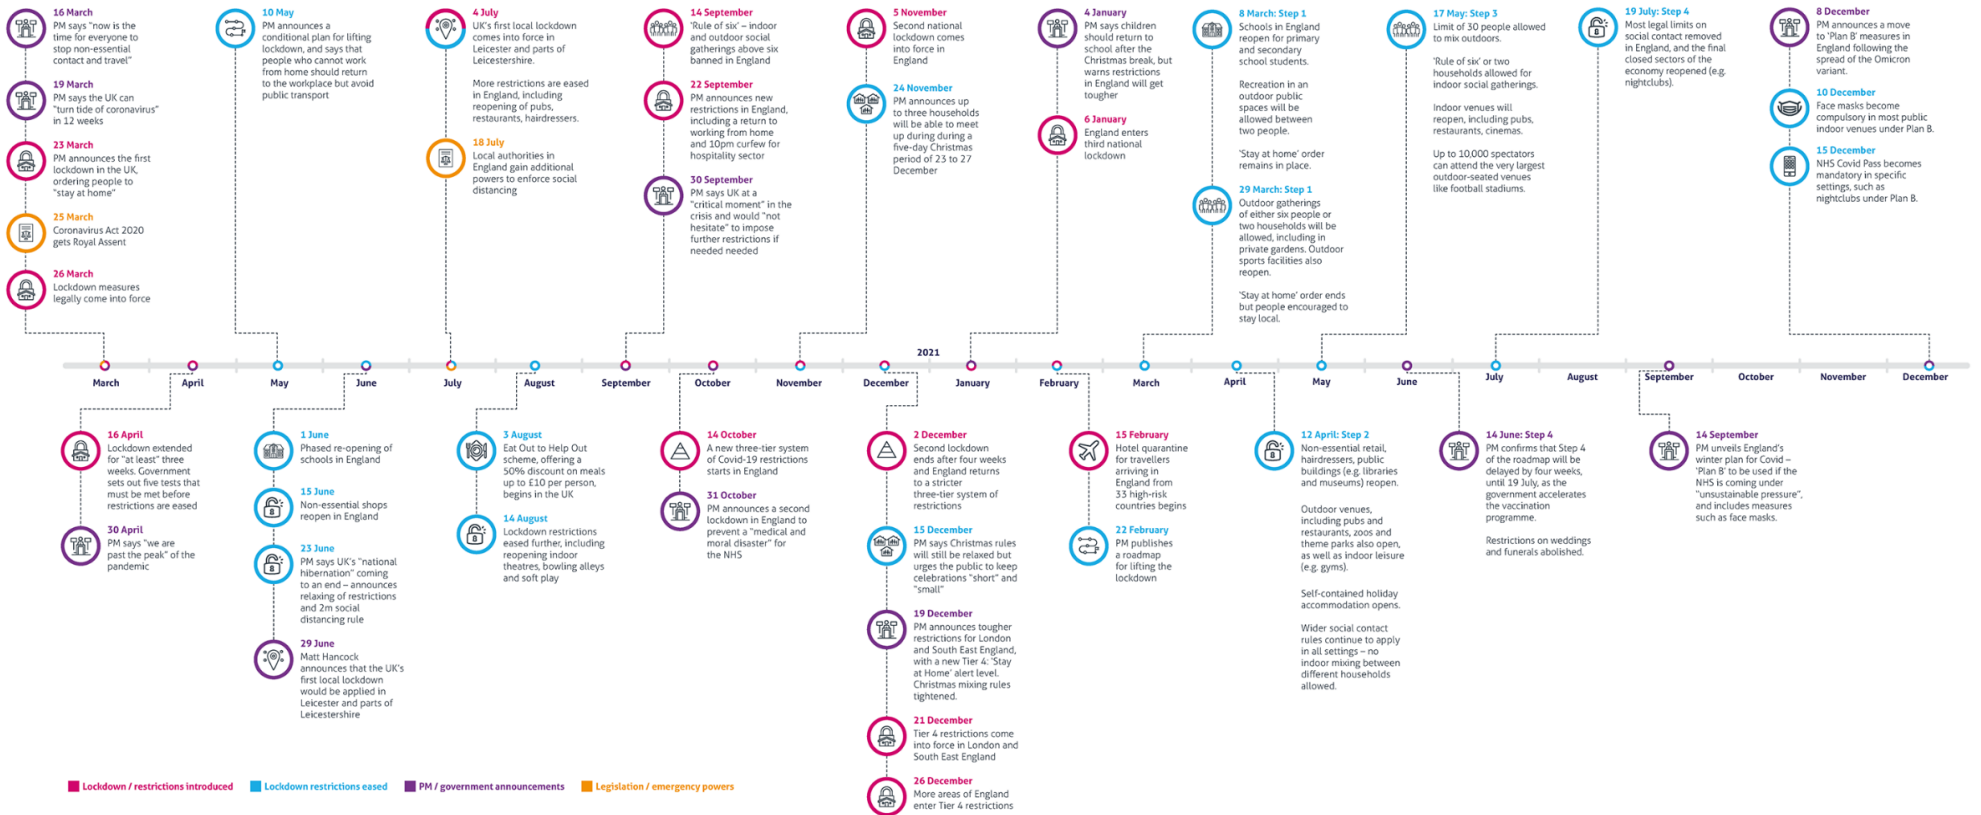 16 March
PM says "now is the
time for everyone to
stop non-essential
contact and travel"
19 March
PM says the UK can
"turn tide of coronavirus"
in 12 weeks
23 March
PM announces the first
lockdown in the UK,
ordering people to
"stay at home"
25 March
Coronavirus Act 2020
gets Royal Assent
26 March
Lockdown measures
legally come into force
10 May
PM announces a
conditional plan for lifting
lockdown, and says that
people who cannot work
from home should return
to the workplace but avoid
public transport
4 July
UK's first local lockdown
comes into force in
Leicester and parts of
Leicestershire.
More restrictions are eased
in England, including
reopening of pubs,
restaurants, hairdressers.
18 July
Local authorities in
England gain additional
powers to enforce social
distancing
14 September
'Rule of six' – indoor
and outdoor social
gatherings above six
banned in England
22 September
PM announces new
restrictions in England,
including a return to
working from home
and 10pm curfew for
hospitality sector
30 September
PM says UK at a
"critical moment" in the
crisis and would "not
hesitate" to impose
further restrictions if
needed needed
5 November
Second national
lockdown comes
into force in
England
24 November
PM announces up
to three households
will be able to meet
up during during a
five-day Christmas
period of 23 to 27
December
4 January
PM says children
should return to
school after the
Christmas break, but
warns restrictions
in England will get
tougher
6 January
England enters
third national
lockdown
8 March: Step 1
Schools in England
reopen for primary
and secondary
school students.
Recreation in an
outdoor public
spaces will be
allowed between
two people.
'Stay at home' order
remains in place.
29 March: Step 1
Outdoor gatherings
of either six people or
two households will be
allowed, including in
private gardens. Outdoor
sports facilities also
reopen.
'Stay at home' order ends
but people encouraged to
stay local.
17 May: Step 3
Limit of 30 people allowed
to mix outdoors.
'Rule of six' or two
households allowed for
indoor social gatherings.
Indoor venues will
reopen, including pubs,
restaurants, cinemas.
Up to 10,000 spectators
can attend the very largest
outdoor-seated venues
like football stadiums.
19 July: Step 4
Most legal limits on
social contact removed
in England, and the final
closed sectors of the
economy reopened (e.g.
nightclubs).
8 December
PM announces a move
to 'Plan B' measures in
England following the
spread of the Omicron
variant.
10 December
Face masks become
compulsory in most public
indoor venues under Plan B.
15 December
NHS Covid Pass becomes
mandatory in specific
settings, such as
nightclubs under Plan B.
2021
March April May June July August September October November December January February March April May June July August September October November December
16 April
Lockdown extended
for "at least" three
weeks. Government
sets out five tests that
must be met before
restrictions are eased
30 April
PM says "we are
past the peak" of the
pandemic
1 June
Phased re-opening of
schools in England
15 June
Non-essential shops
reopen in England
23 June
PM says UK's "national
hibernation" coming
to an end – announces
relaxing of restrictions
and 2m social
distancing rule
29 June
Matt Hancock
announces that the UK's
first local lockdown
would be applied in
Leicester and parts of
Leicestershire
3 August
Eat Out to Help Out
scheme, offering a
50% discount on meals
up to £10 per person,
begins in the UK
14 August
Lockdown restrictions
eased further, including
reopening indoor
theatres, bowling alleys
and soft play
14 October
A new three-tier system
of Covid-19 restrictions
starts in England
31 October
PM announces a second
lockdown in England to
prevent a "medical and
moral disaster" for
the NHS
2 December
Second lockdown
ends after four weeks
and England returns
to a stricter
three-tier system of
restrictions
15 December
PM says Christmas rules
will still be relaxed but
urges the public to keep
celebrations "short" and
"small"
19 December
PM announces tougher
restrictions for London
and South East England,
with a new Tier 4: 'Stay
at Home' alert level.
Christmas mixing rules
tightened.
21 December
Tier 4 restrictions come
into force in London and
South East England
26 December
More areas of England
enter Tier 4 restrictions
15 February
Hotel quarantine
for travellers
arriving in
England from
33 high-risk
countries begins
22 February
PM publishes
a roadmap
for lifting the
lockdown
12 April: Step 2
Non-essential retail,
hairdressers, public
buildings (e.g. libraries
and museums) reopen.
Outdoor venues,
including pubs and
restaurants, zoos and
theme parks also open,
as well as indoor leisure
(e.g. gyms).
Self-contained holiday
accommodation opens.
Wider social contact
rules continue to apply
in all settings – no
indoor mixing between
different households
allowed.
14 June: Step 4
PM confirms that Step 4
of the roadmap will be
delayed by four weeks,
until 19 July, as the
government accelerates
the vaccination
programme.
Restrictions on weddings
and funerals abolished.
14 September
PM unveils England's
winter plan for Covid –
'Plan B' to be used if the
NHS is coming under
"unsustainable pressure",
and includes measures
such as face masks.
Lockdown / restrictions introduced
Lockdown restrictions eased
PM / government announcements
Legislation / emergency powers